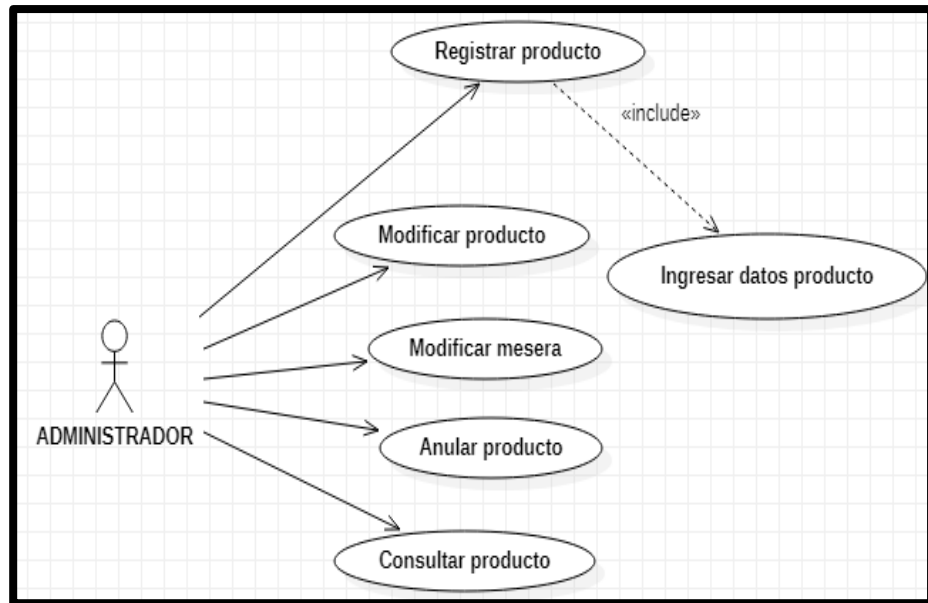 Registrar producto
«include»
Modificar producto
Ingresar datos producto
Modificar mesera
ADMINISTRADOR
Anular producto
Consultar producto